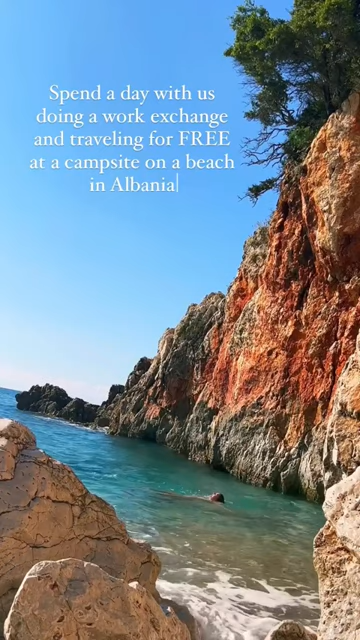 Spend a day with us
doing a work exchange
and traveling for FREE
at a campsite on a beach
in Albania|